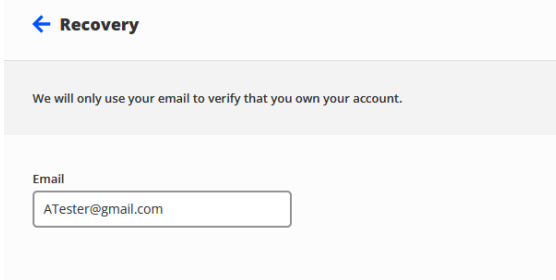 Recovery
We will only use your email to verify that you own your account.
Email
ATester@gmail.com